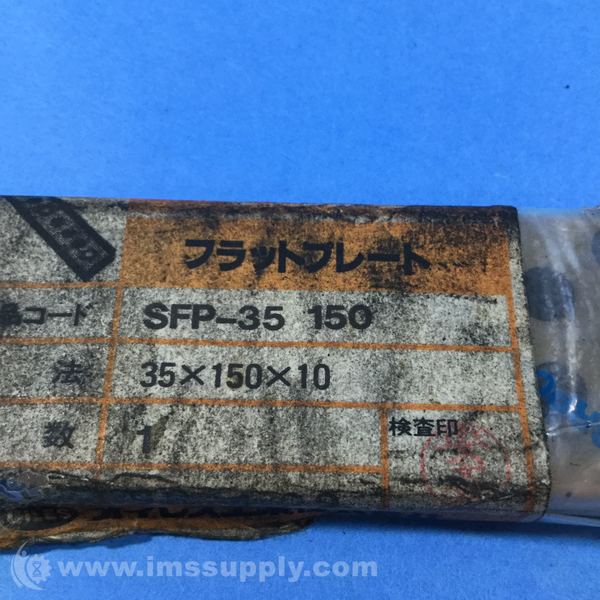 フラットプレート
コード SFP-35 150
法 35×150×10
数 1 検査印
www.imssupply.com